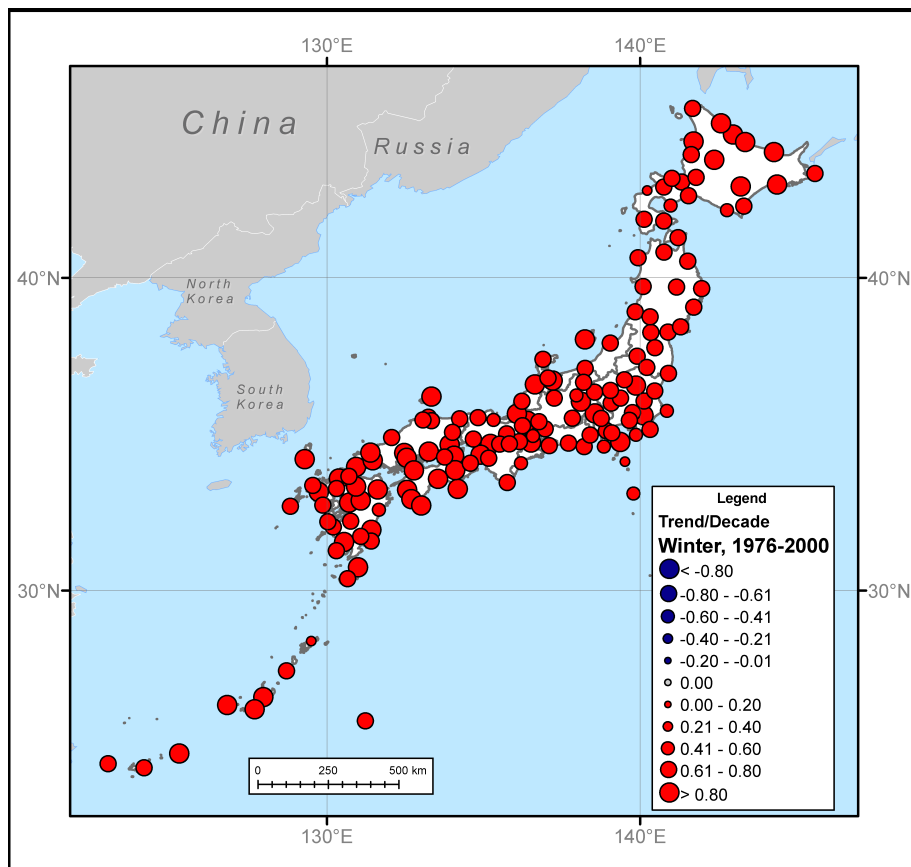 130°E 140°E
China
Russia
40°N 40°N
North
Korea
South
Korea
Legend
Trend/Decade
Winter, 1976-2000
< -0.80
-0.80 - -0.61
-0.60 - -0.41
-0.40 - -0.21
-0.20 - -0.01
0.00
0.00 - 0.20
0.21 - 0.40
0.41 - 0.60
0.61 - 0.80
> 0.80
30°N 30°N
0 250 500 km
130°E 140°E